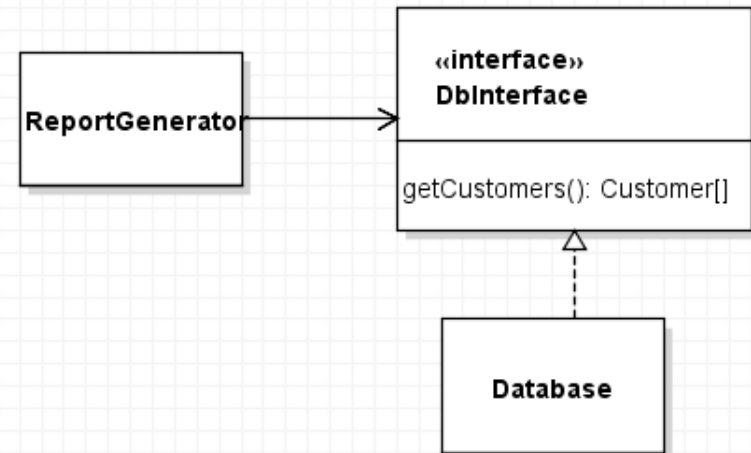 ReportGenerator
«interface»
DbInterface
getCustomers(): Customer[]
Database